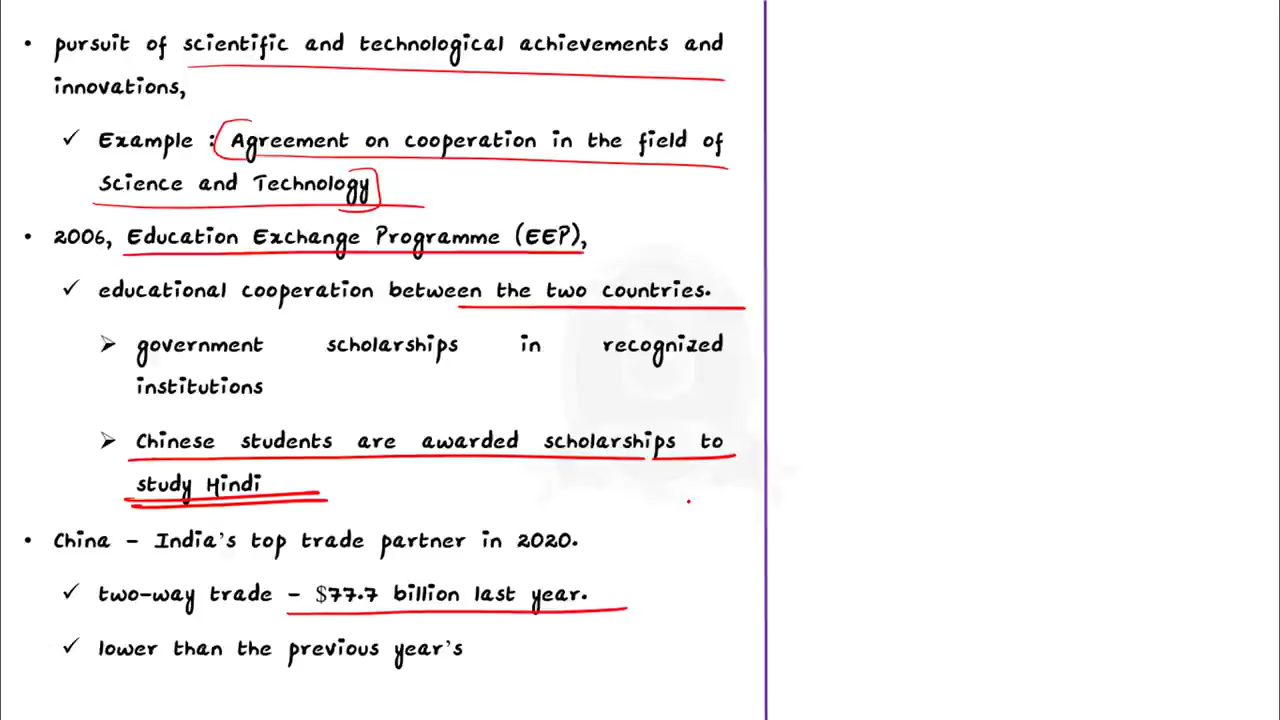 • pursuit of scientific and technological achievements and
innovations,
✓ Example : Agreement on cooperation in the field of
Science and Technology
• 2006, Education Exchange Programme (EEP),
✓ educational cooperation between the two countries.
➢ government scholarships in recognized
institutions
➢ Chinese students are awarded scholarships to
study Hindi
• China – India's top trade partner in 2020.
✓ two-way trade – $77.7 billion last year.
✓ lower than the previous year's